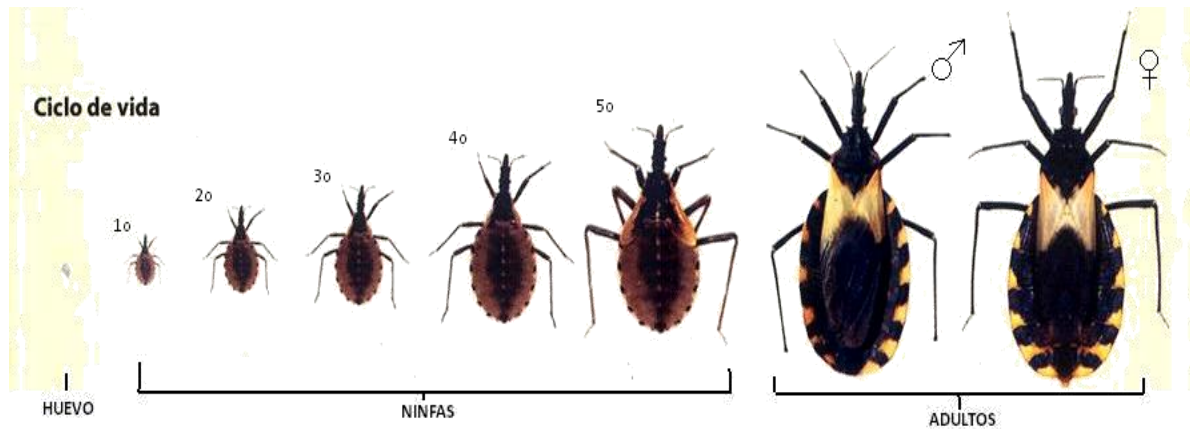 Ciclo de vida
1o
2o
3o
4o
5o
♂
♀
HUEVO
NINFAS
ADULTOS